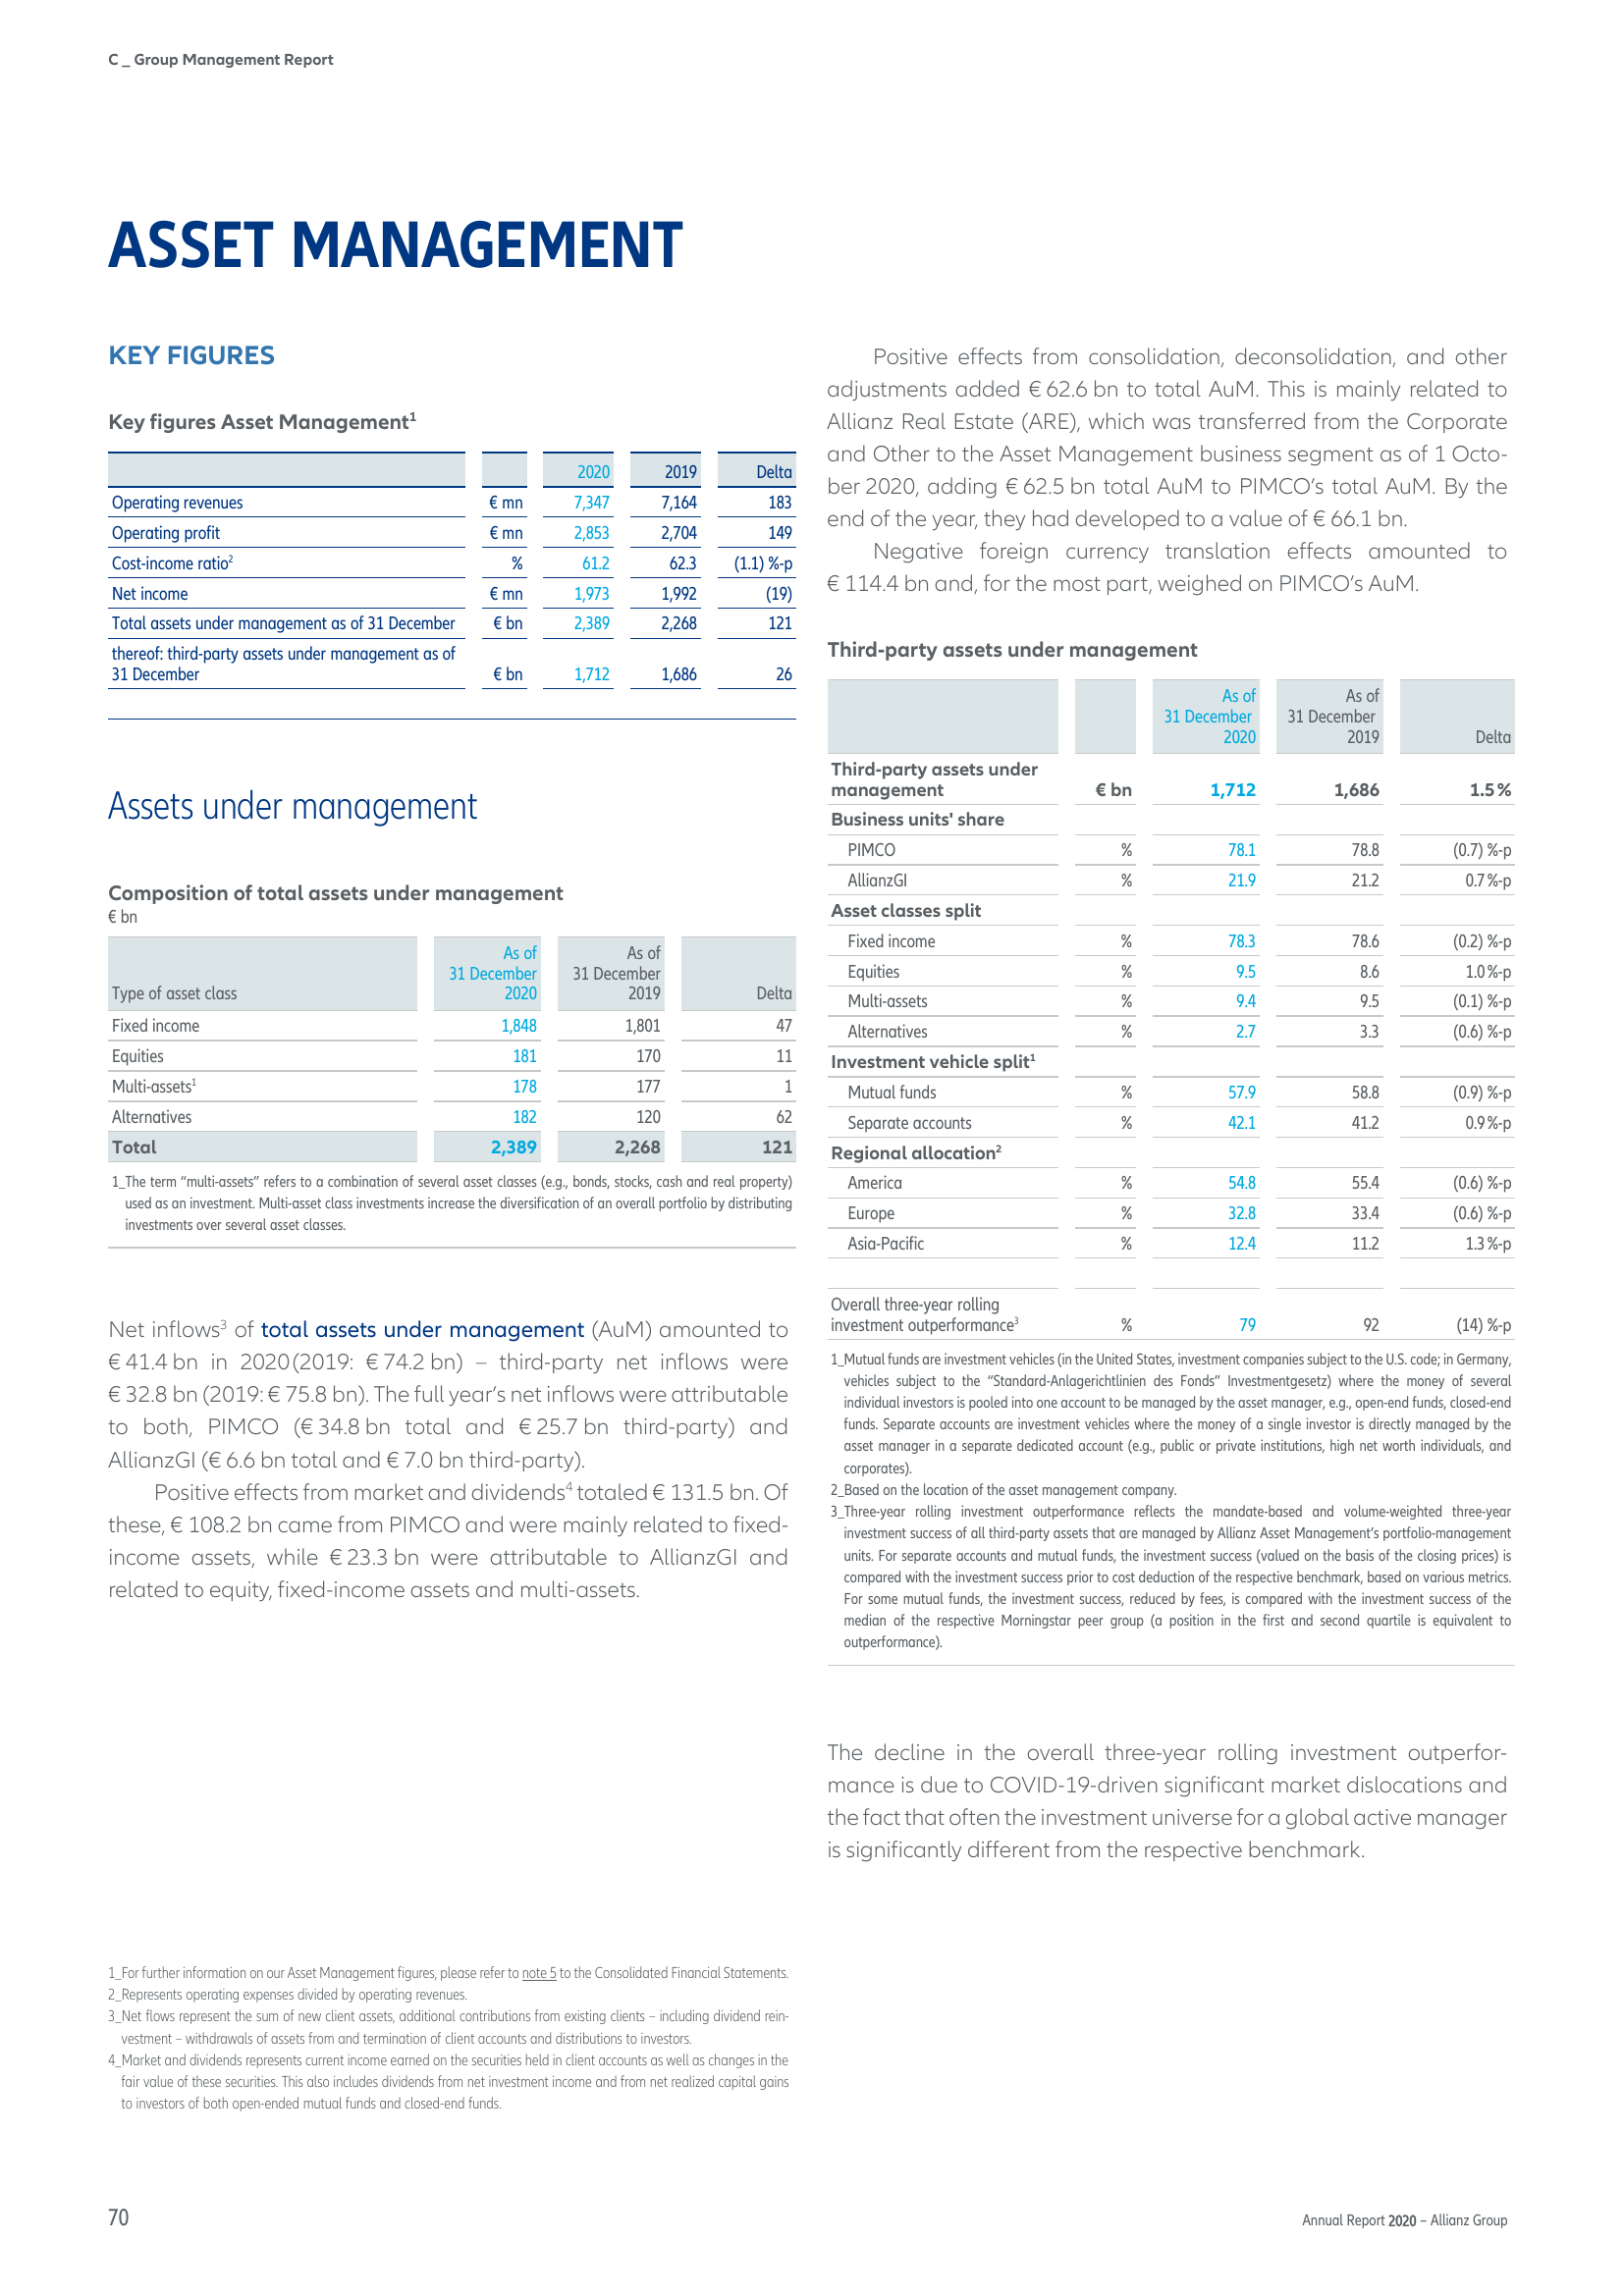 C _ Group Management Report
ASSET MANAGEMENT
KEY FIGURES
Key figures Asset Management1
2020 2019 Delta
Operating revenues € mn 7,347 7,164 183
Operating profit € mn 2,853 2,704 149
Cost-income ratio2 % 61.2 62.3 (1.1) %-p
Net income € mn 1,973 1,992 (19)
Total assets under management as of 31 December € bn 2,389 2,268 121
thereof: third-party assets under management as of
31 December € bn 1,712 1,686 26
Assets under management
Composition of total assets under management
€ bn
As of As of
31 December 31 December
Type of asset class 2020 2019 Delta
Fixed income 1,848 1,801 47
Equities 181 170 11
Multi-assets1 178 177 1
Alternatives 182 120 62
Total 2,389 2,268 121
1_The term “multi-assets” refers to a combination of several asset classes (e.g., bonds, stocks, cash and real property)
used as an investment. Multi-asset class investments increase the diversification of an overall portfolio by distributing
investments over several asset classes.
Net inflows3 of total assets under management (AuM) amounted to
€ 41.4 bn in 2020 (2019: € 74.2 bn) – third-party net inflows were
€ 32.8 bn (2019: € 75.8 bn). The full year’s net inflows were attributable
to both, PIMCO (€ 34.8 bn total and € 25.7 bn third-party) and
AllianzGI (€ 6.6 bn total and € 7.0 bn third-party).
Positive effects from market and dividends4 totaled € 131.5 bn. Of
these, € 108.2 bn came from PIMCO and were mainly related to fixed-
income assets, while € 23.3 bn were attributable to AllianzGI and
related to equity, fixed-income assets and multi-assets.
1_For further information on our Asset Management figures, please refer to note 5 to the Consolidated Financial Statements.
2_Represents operating expenses divided by operating revenues.
3_Net flows represent the sum of new client assets, additional contributions from existing clients – including dividend rein-
vestment – withdrawals of assets from and termination of client accounts and distributions to investors.
4_Market and dividends represents current income earned on the securities held in client accounts as well as changes in the
fair value of these securities. This also includes dividends from net investment income and from net realized capital gains
to investors of both open-ended mutual funds and closed-end funds.
Positive effects from consolidation, deconsolidation, and other
adjustments added € 62.6 bn to total AuM. This is mainly related to
Allianz Real Estate (ARE), which was transferred from the Corporate
and Other to the Asset Management business segment as of 1 Octo-
ber 2020, adding € 62.5 bn total AuM to PIMCO’s total AuM. By the
end of the year, they had developed to a value of € 66.1 bn.
Negative foreign currency translation effects amounted to
€ 114.4 bn and, for the most part, weighed on PIMCO’s AuM.
Third-party assets under management
As of As of
31 December 31 December
2020 2019 Delta
Third-party assets under
management € bn 1,712 1,686 1.5 %
Business units' share
PIMCO % 78.1 78.8 (0.7) %-p
AllianzGI % 21.9 21.2 0.7 %-p
Asset classes split
Fixed income % 78.3 78.6 (0.2) %-p
Equities % 9.5 8.6 1.0 %-p
Multi-assets % 9.4 9.5 (0.1) %-p
Alternatives % 2.7 3.3 (0.6) %-p
Investment vehicle split1
Mutual funds % 57.9 58.8 (0.9) %-p
Separate accounts % 42.1 41.2 0.9 %-p
Regional allocation2
America % 54.8 55.4 (0.6) %-p
Europe % 32.8 33.4 (0.6) %-p
Asia-Pacific % 12.4 11.2 1.3 %-p
Overall three-year rolling
investment outperformance3 % 79 92 (14) %-p
1_Mutual funds are investment vehicles (in the United States, investment companies subject to the U.S. code; in Germany,
vehicles subject to the “Standard-Anlagerichtlinien des Fonds” Investmentgesetz) where the money of several
individual investors is pooled into one account to be managed by the asset manager, e.g., open-end funds, closed-end
funds. Separate accounts are investment vehicles where the money of a single investor is directly managed by the
asset manager in a separate dedicated account (e.g., public or private institutions, high net worth individuals, and
corporates).
2_Based on the location of the asset management company.
3_Three-year rolling investment outperformance reflects the mandate-based and volume-weighted three-year
investment success of all third-party assets that are managed by Allianz Asset Management’s portfolio-management
units. For separate accounts and mutual funds, the investment success (valued on the basis of the closing prices) is
compared with the investment success prior to cost deduction of the respective benchmark, based on various metrics.
For some mutual funds, the investment success, reduced by fees, is compared with the investment success of the
median of the respective Morningstar peer group (a position in the first and second quartile is equivalent to
outperformance).
The decline in the overall three-year rolling investment outperfor-
mance is due to COVID-19-driven significant market dislocations and
the fact that often the investment universe for a global active manager
is significantly different from the respective benchmark.
70
Annual Report 2020 – Allianz Group